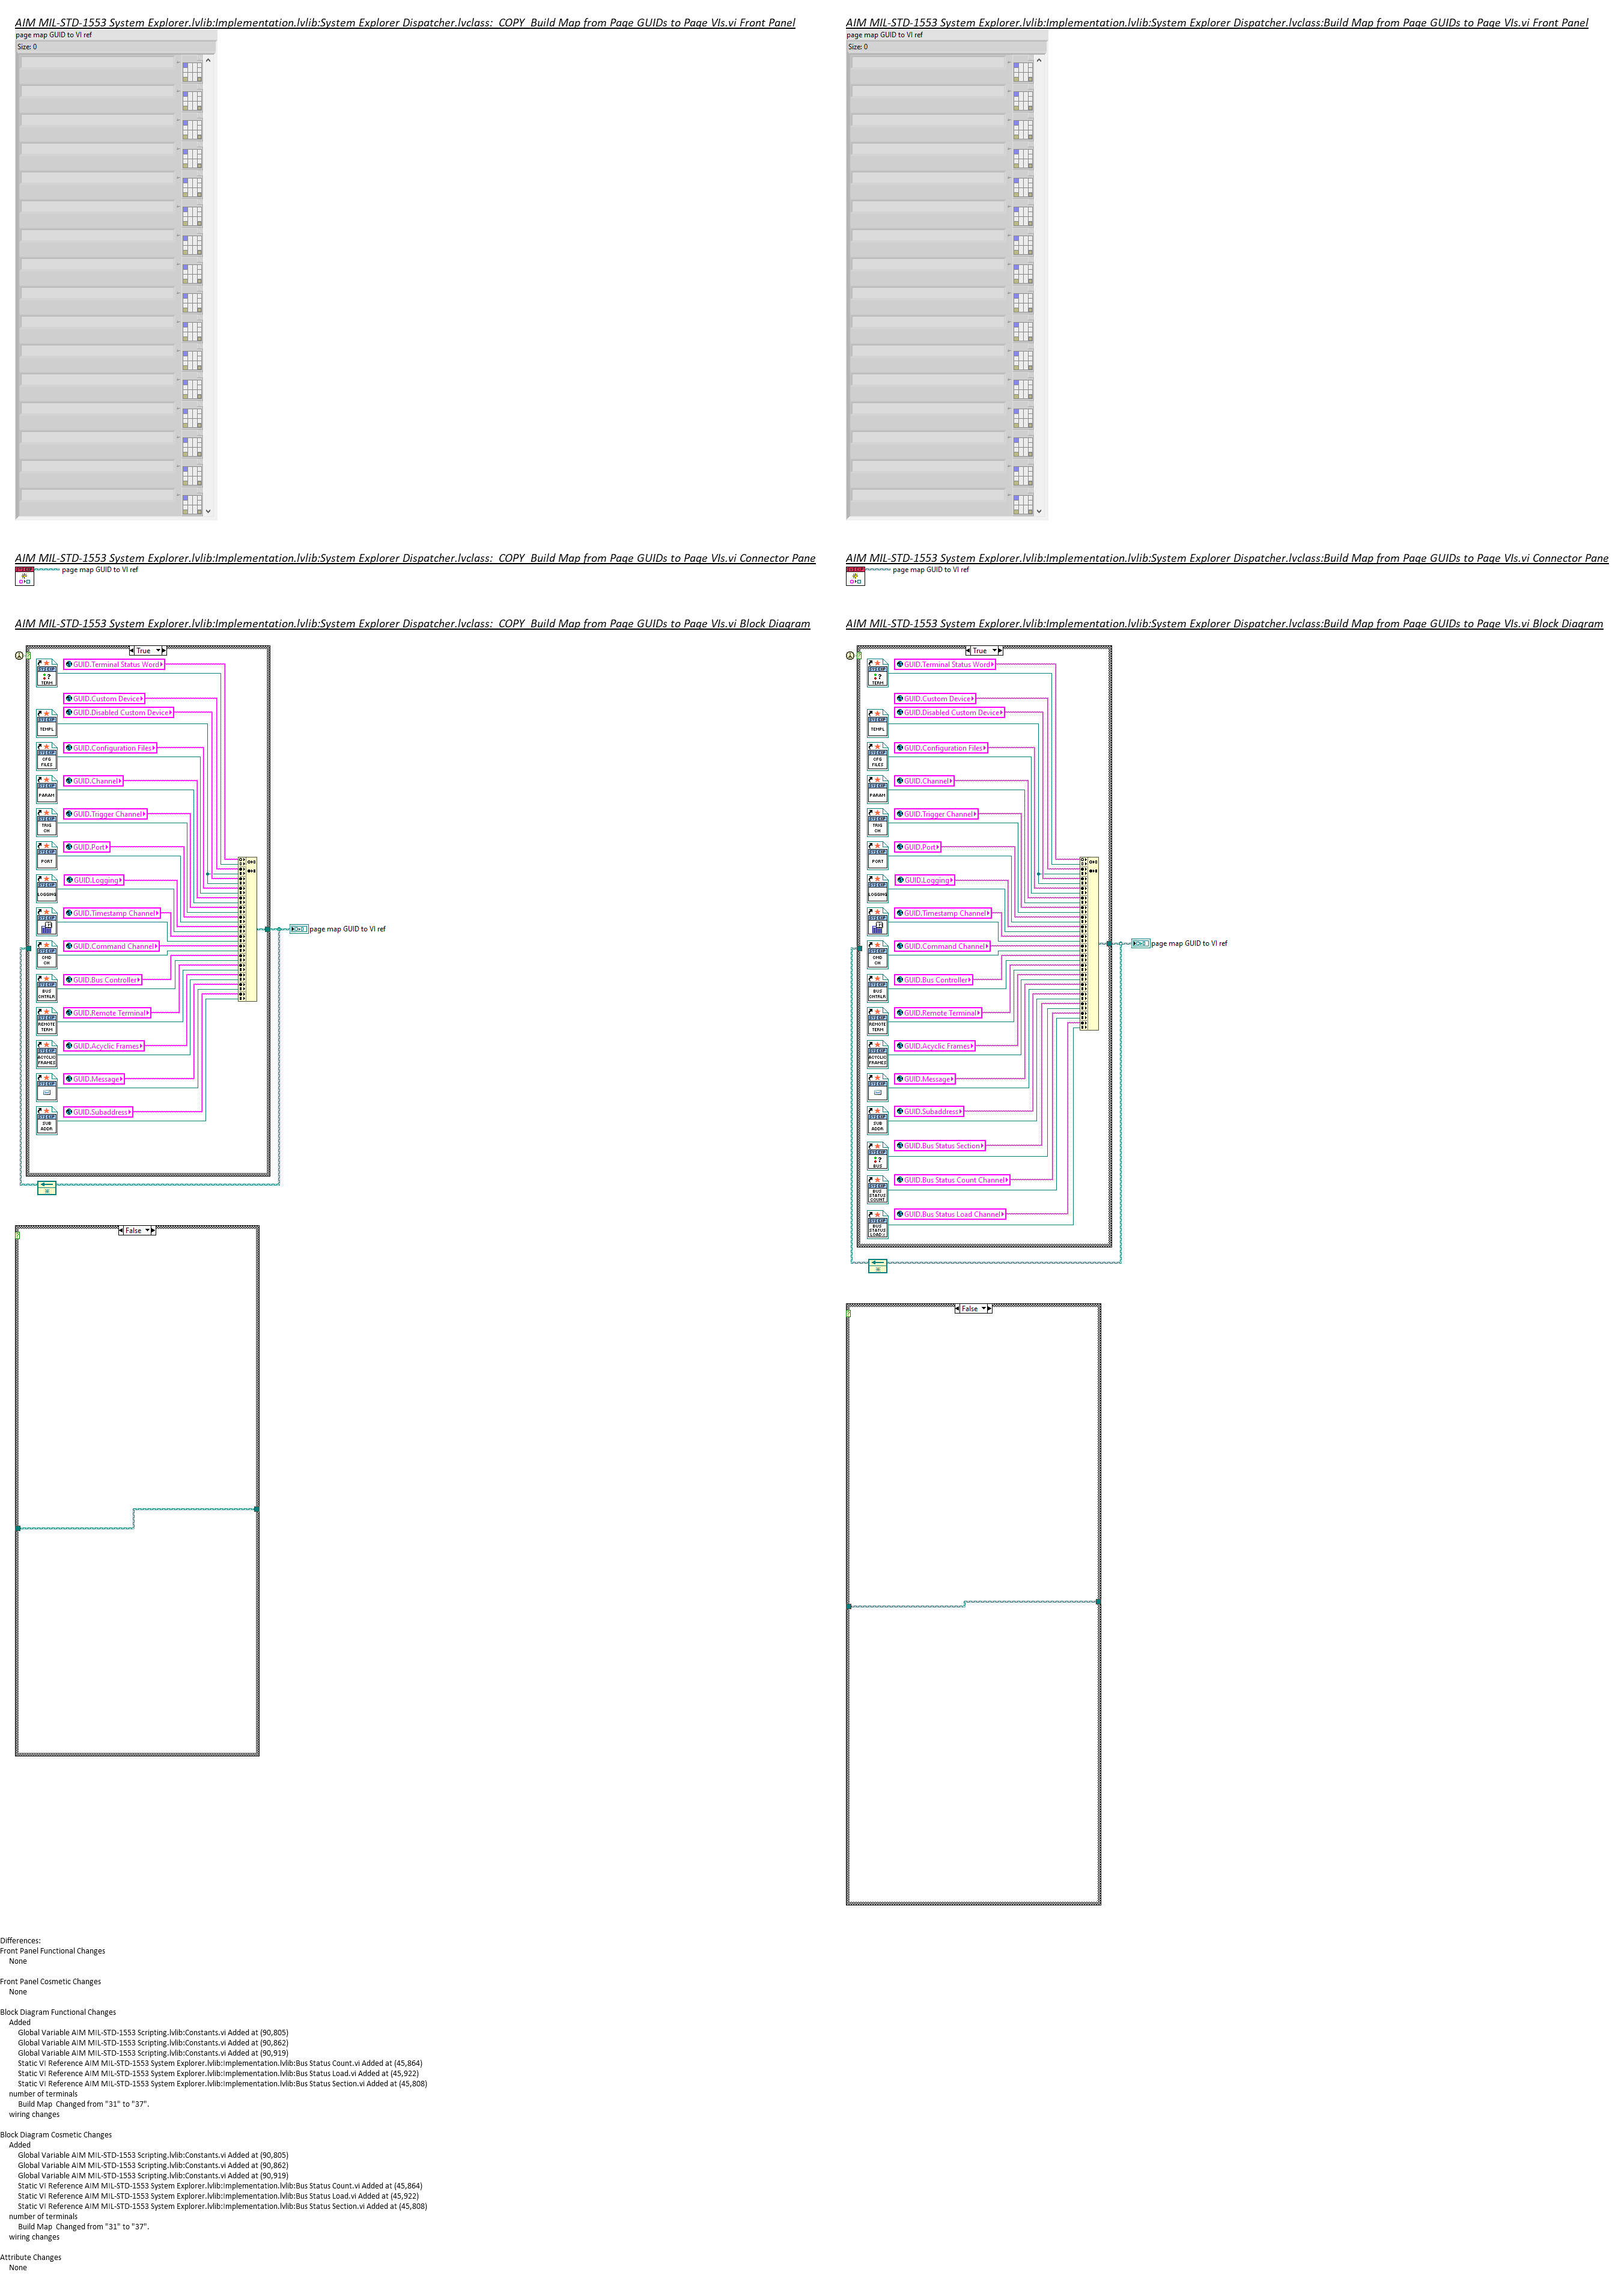 AIM MIL-STD-1553 System Explorer.lvlib:Implementation.lvlib:System Explorer Dispatcher.lvclass:_COPY_Build Map from Page GUIDs to Page VIs.vi Front Panel
page map GUID to VI ref
Size: 0
AIM MIL-STD-1553 System Explorer.lvlib:Implementation.lvlib:System Explorer Dispatcher.lvclass:Build Map from Page GUIDs to Page VIs.vi Front Panel
page map GUID to VI ref
Size: 0
AIM MIL-STD-1553 System Explorer.lvlib:Implementation.lvlib:System Explorer Dispatcher.lvclass:_COPY_Build Map from Page GUIDs to Page VIs.vi Connector Pane
page map GUID to VI ref
AIM MIL-STD-1553 System Explorer.lvlib:Implementation.lvlib:System Explorer Dispatcher.lvclass:Build Map from Page GUIDs to Page VIs.vi Connector Pane
page map GUID to VI ref
AIM MIL-STD-1553 System Explorer.lvlib:Implementation.lvlib:System Explorer Dispatcher.lvclass:_COPY_Build Map from Page GUIDs to Page VIs.vi Block Diagram
True
GUID.Terminal Status Word
TERM
GUID.Custom Device
GUID.Disabled Custom Device
TEMPL
GUID.Configuration Files
CFG
FILES
GUID.Channel
PARAM
GUID.Trigger Channel
TRIG
CH
GUID.Port
PORT
GUID.Logging
LOGGING
GUID.Timestamp Channel
GUID.Command Channel
CMD
CH
page map GUID to VI ref
GUID.Bus Controller
BUS
CNTRLR
GUID.Remote Terminal
REMOTE
TERM
GUID.Acyclic Frames
ACYCLIC
FRAMES
GUID.Message
GUID.Subaddress
SUB
ADDR
False
AIM MIL-STD-1553 System Explorer.lvlib:Implementation.lvlib:System Explorer Dispatcher.lvclass:Build Map from Page GUIDs to Page VIs.vi Block Diagram
True
GUID.Terminal Status Word
TERM
GUID.Custom Device
GUID.Disabled Custom Device
TEMPL
GUID.Configuration Files
CFG
FILES
GUID.Channel
PARAM
GUID.Trigger Channel
TRIG
CH
GUID.Port
PORT
GUID.Logging
LOGGING
GUID.Timestamp Channel
GUID.Command Channel
CMD
CH
page map GUID to VI ref
GUID.Bus Controller
BUS
CNTRLR
GUID.Remote Terminal
REMOTE
TERM
GUID.Acyclic Frames
ACYCLIC
FRAMES
GUID.Message
GUID.Subaddress
SUB
ADDR
GUID.Bus Status Section
BUS
GUID.Bus Status Count Channel
BUS
STATUS
COUNT
GUID.Bus Status Load Channel
BUS
STATUS
False
Differences:
Front Panel Functional Changes
None
Front Panel Cosmetic Changes
None
Block Diagram Functional Changes
Added
Global Variable AIM MIL-STD-1553 Scripting.lvlib:Constants.vi Added at (90,805)
Global Variable AIM MIL-STD-1553 Scripting.lvlib:Constants.vi Added at (90,862)
Global Variable AIM MIL-STD-1553 Scripting.lvlib:Constants.vi Added at (90,919)
Static VI Reference AIM MIL-STD-1553 System Explorer.lvlib:Implementation.lvlib:Bus Status Count.vi Added at (45,864)
Static VI Reference AIM MIL-STD-1553 System Explorer.lvlib:Implementation.lvlib:Bus Status Load.vi Added at (45,922)
Static VI Reference AIM MIL-STD-1553 System Explorer.lvlib:Implementation.lvlib:Bus Status Section.vi Added at (45,808)
number of terminals
Build Map  Changed from "31" to "37".
wiring changes
Block Diagram Cosmetic Changes
Added
Global Variable AIM MIL-STD-1553 Scripting.lvlib:Constants.vi Added at (90,805)
Global Variable AIM MIL-STD-1553 Scripting.lvlib:Constants.vi Added at (90,862)
Global Variable AIM MIL-STD-1553 Scripting.lvlib:Constants.vi Added at (90,919)
Static VI Reference AIM MIL-STD-1553 System Explorer.lvlib:Implementation.lvlib:Bus Status Count.vi Added at (45,864)
Static VI Reference AIM MIL-STD-1553 System Explorer.lvlib:Implementation.lvlib:Bus Status Load.vi Added at (45,922)
Static VI Reference AIM MIL-STD-1553 System Explorer.lvlib:Implementation.lvlib:Bus Status Section.vi Added at (45,808)
number of terminals
Build Map  Changed from "31" to "37".
wiring changes
Attribute Changes
None